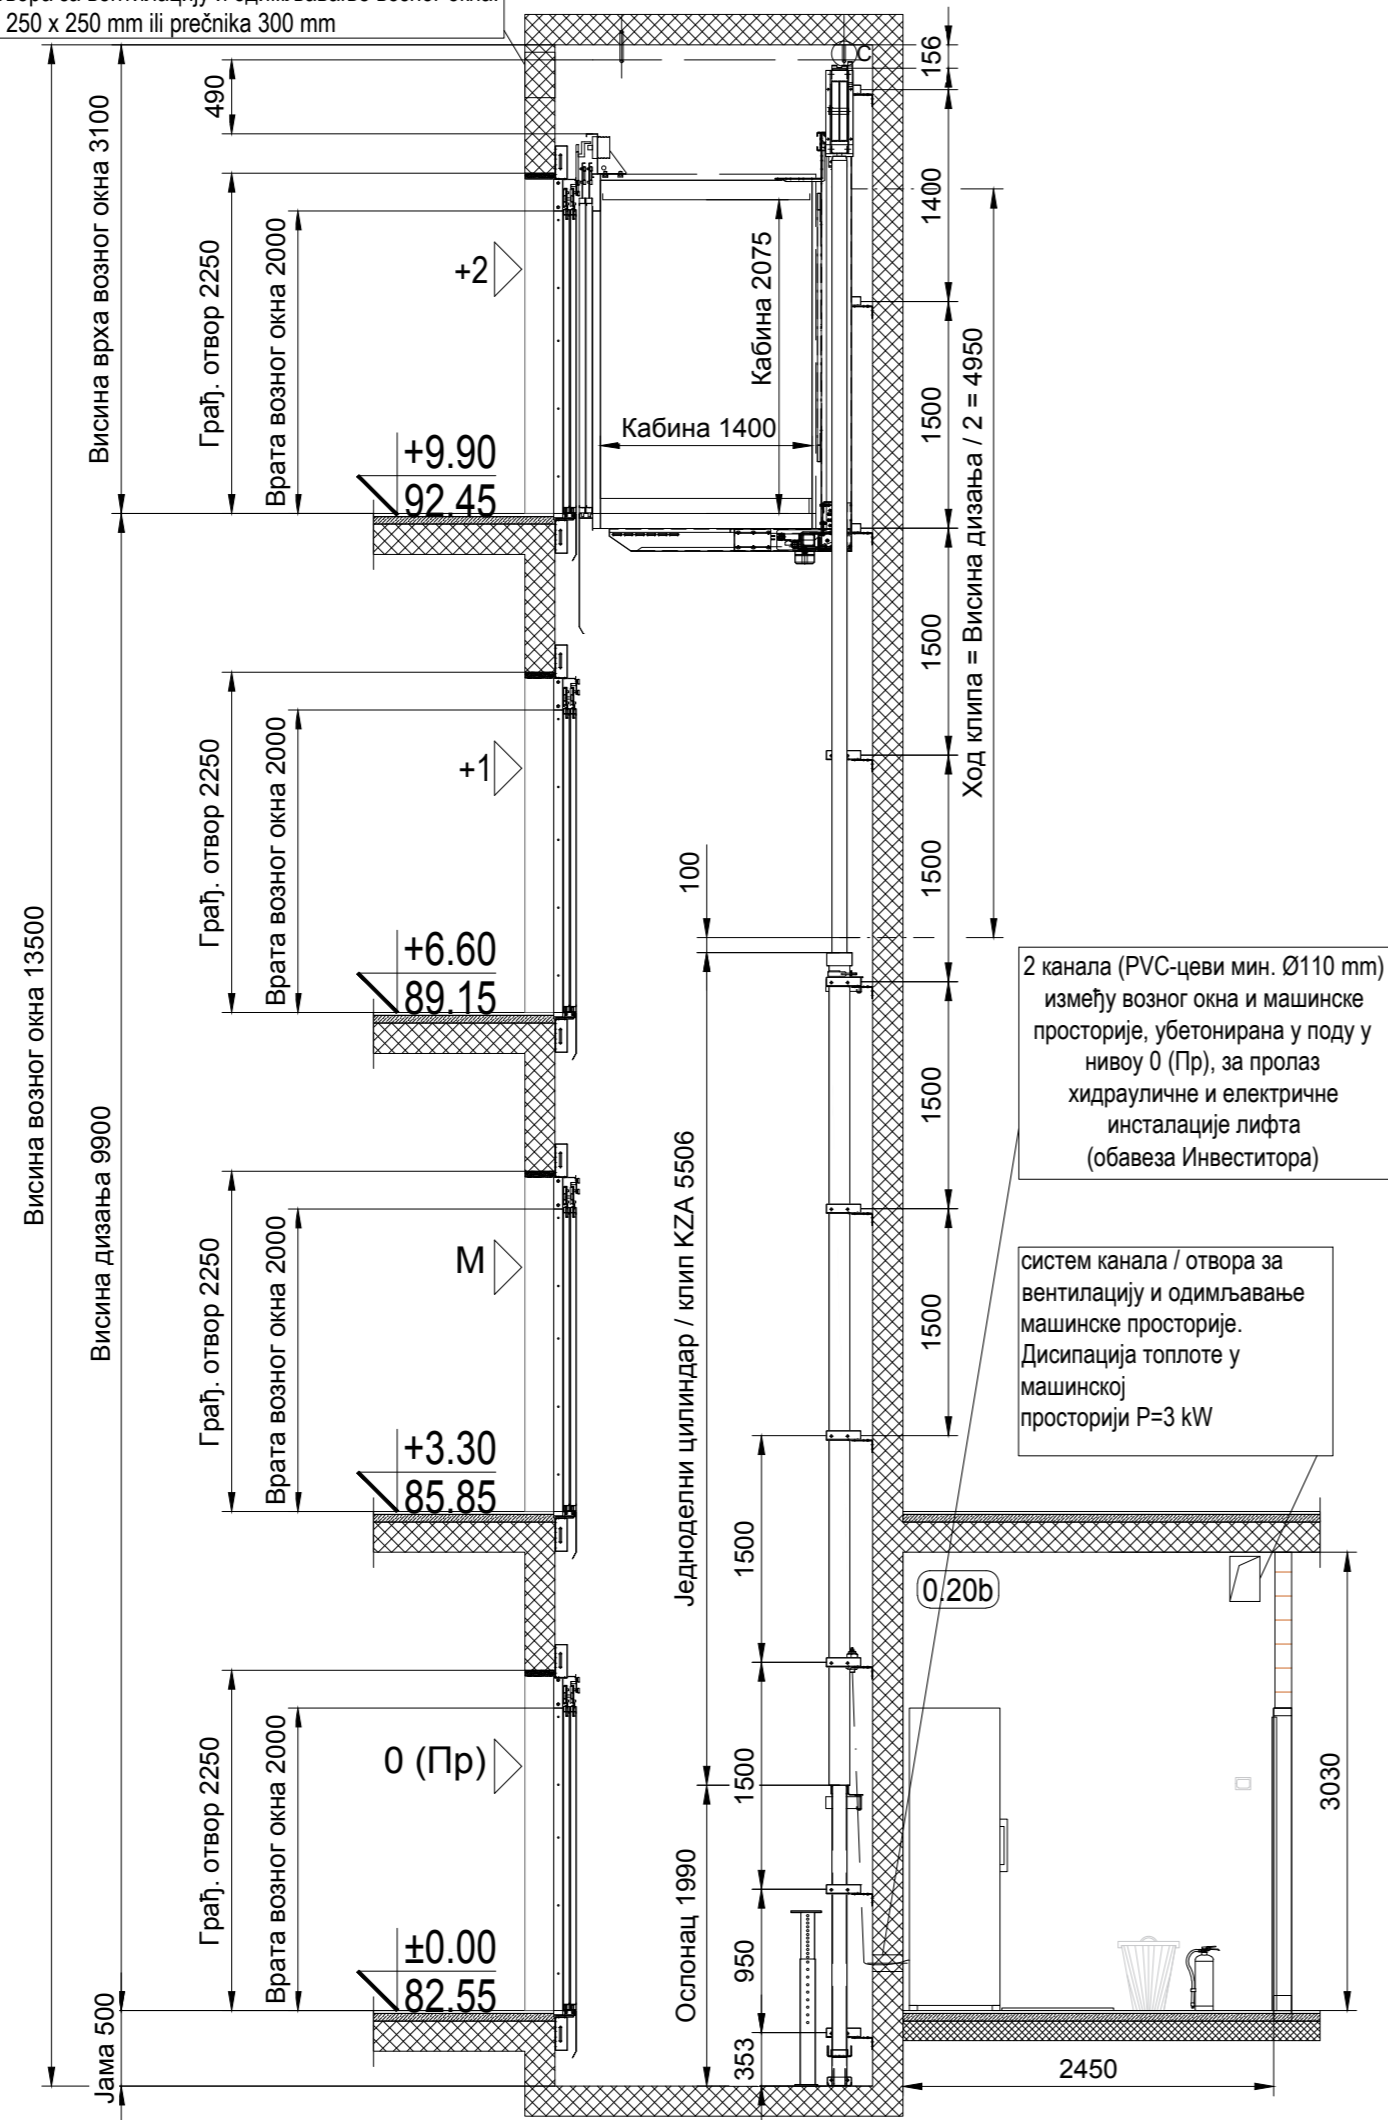 250 x 250 mm ili prečnika 300 mm
C
156
490
Висина врха возног окна 3100
Грађ. отвор 2250
Врата возног окна 2000
+2
Кабина 2075
Кабина 1400
1400
+9.90
92.45
1500
Ход клипа = Висина дизања / 2 = 4950
1500
Грађ. отвор 2250
Врата возног окна 2000
+1
1500
100
Висина возног окна 13500
+6.60
89.15
2 канала (PVC-цеви мин. Ø110 mm)
између возног окна и машинске
просторије, убетонирана у поду у
нивоу 0 (Пр), за пролаз
хидрауличне и електричне
инсталације лифта
(обавеза Инвеститора)
1500
Висина дизања 9900
Једноделни цилиндар / клип KZA 5506
Грађ. отвор 2250
Врата возног окна 2000
M
1500
систем канала / отвора за
вентилацију и одимљавање
машинске просторије.
Дисипација топлоте у
машинској
просторији P=3 kW
+3.30
85.85
1500
0.20b
Грађ. отвор 2250
Врата возног окна 2000
0 (Пр)
1500
3030
Ослонац 1990
950
±0.00
82.55
Јама 500
353
2450